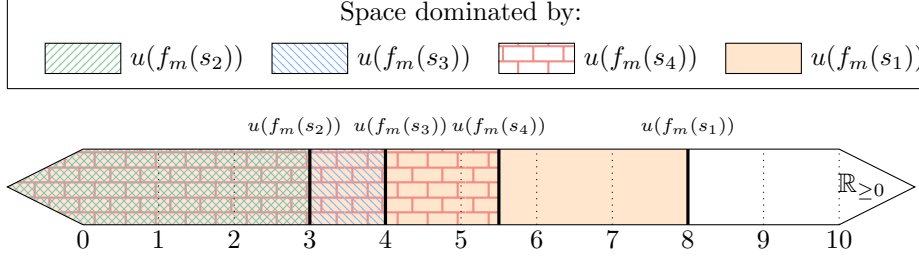 Space dominated by:
u(f_m(s_2)) u(f_m(s_3)) u(f_m(s_4)) u(f_m(s_1))
u(f_m(s_2)) u(f_m(s_3)) u(f_m(s_4)) u(f_m(s_1))
ℝ_{≥0}
0 1 2 3 4 5 6 7 8 9 10